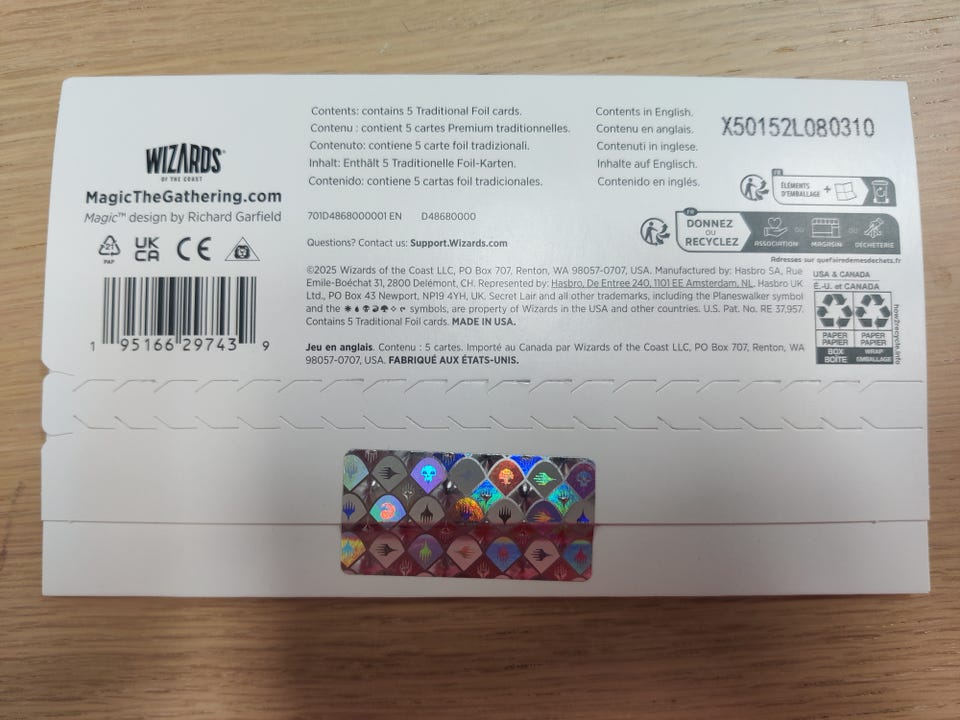 WIZARDS®
OF THE COAST
MagicTheGathering.com
Magic™ design by Richard Garfield
21
PAP
UK
CA
CE
1 95166 29743 9
Contents: contains 5 Traditional Foil cards.
Contenu : contient 5 cartes Premium traditionnelles.
Contenuto: contiene 5 carte foil tradizionali.
Inhalt: Enthält 5 Traditionelle Foil-Karten.
Contenido: contiene 5 cartas foil tradicionales.
Contents in English.
Contenu en anglais.
Contenuti in inglese.
Inhalte auf Englisch.
Contenido en inglés.
X50152L080310
701D4868000001 EN D48680000
Questions? Contact us: Support.Wizards.com
FR
ÉLÉMENTS
D'EMBALLAGE +
FR
DONNEZ
OU
RECYCLEZ
ASSOCIATION
OU
MAGASIN
OU
DÉCHÈTERIE
Adresses sur quefairedemesdechets.fr
©2025 Wizards of the Coast LLC, PO Box 707, Renton, WA 98057-0707, USA. Manufactured by: Hasbro SA, Rue
Emile-Boéchat 31, 2800 Delémont, CH. Represented by: Hasbro, De Entree 240, 1101 EE Amsterdam, NL. Hasbro UK
Ltd., PO Box 43 Newport, NP19 4YH, UK. Secret Lair and all other trademarks, including the Planeswalker symbol
and the symbols, are property of Wizards in the USA and other countries. U.S. Pat. No. RE 37,957.
Contains 5 Traditional Foil cards. MADE IN USA.
Jeu en anglais. Contenu : 5 cartes. Importé au Canada par Wizards of the Coast LLC, PO Box 707, Renton, WA
98057-0707, USA. FABRIQUÉ AUX ÉTATS-UNIS.
USA & CANADA
É.-U. et CANADA
PAPER
PAPIER
BOX
BOÎTE
PAPER
PAPIER
WRAP
EMBALLAGE
how2recycle.info